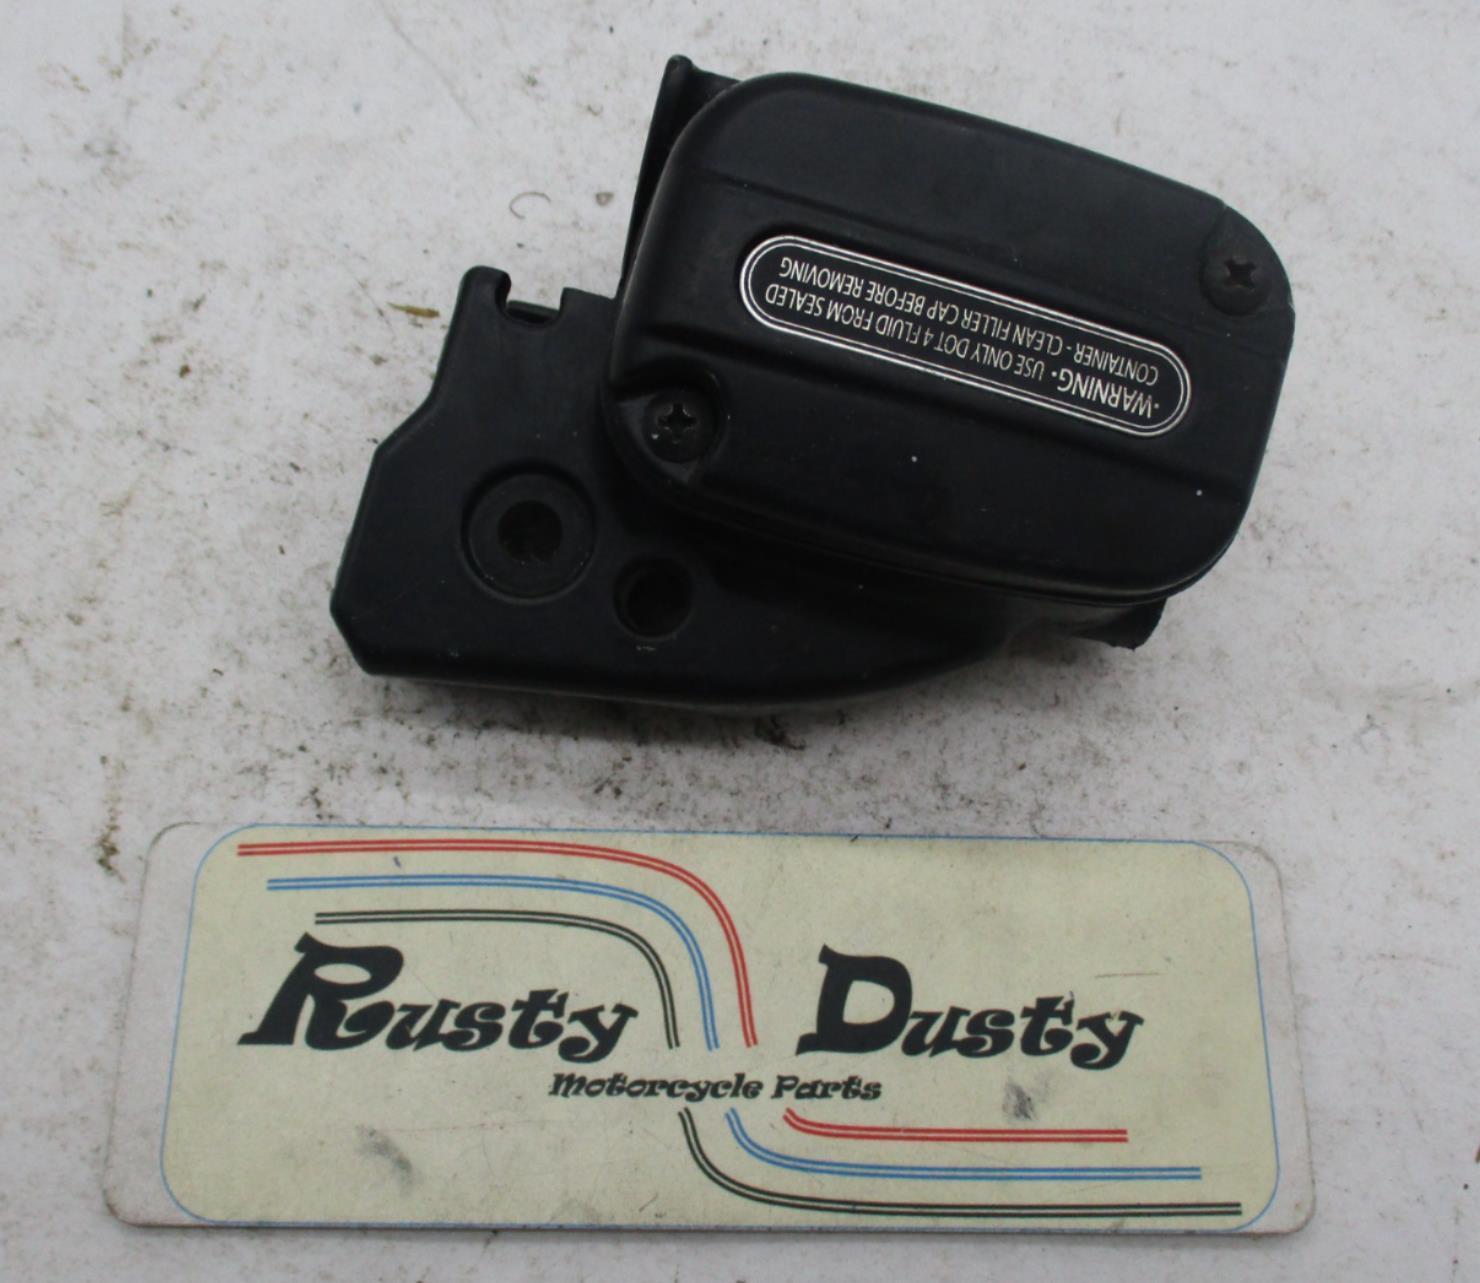 ·WARNING· USE ONLY DOT 4 FLUID FROM SEALED
CONTAINER - CLEAN FILLER CAP BEFORE REMOVING
Rusty Dusty
Motorcycle Parts